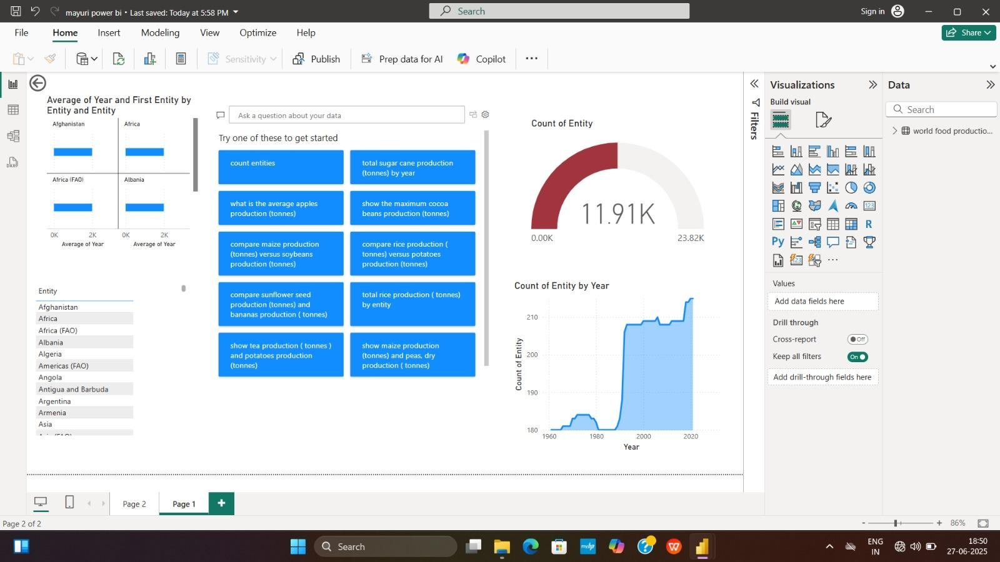 mayuri power bi • Last saved: Today at 5:58 PM
Search
Sign in
File Home Insert Modeling View Optimize Help
Share
Sensitivity
Publish
Prep data for AI
Copilot
DAX
Average of Year and First Entity by
Entity and Entity
Afghanistan Africa
Africa (FAO) Albania
0K 2K 0K 2K
Average of Year Average of Year
Entity
Afghanistan
Africa
Africa (FAO)
Albania
Algeria
Americas (FAO)
Angola
Antigua and Barbuda
Argentina
Armenia
Asia
Ask a question about your data
Try one of these to get started
count entities
total sugar cane production
(tonnes) by year
what is the average apples
production (tonnes)
show the maximum cocoa
beans production (tonnes)
compare maize production
(tonnes) versus soybeans
production (tonnes)
compare rice production (
tonnes) versus potatoes
production (tonnes)
compare sunflower seed
production (tonnes) and
bananas production ( tonnes)
total rice production ( tonnes)
by entity
show tea production ( tonnes )
and potatoes production
(tonnes)
show maize production
(tonnes) and peas, dry
production ( tonnes)
Count of Entity
11.91K
0.00K 23.82K
Count of Entity by Year
Count of Entity
210
200
190
180
1960 1980 2000 2020
Year
Filters
Visualizations
Build visual
123
R
Py
123
Values
Add data fields here
Drill through
Cross-report Off
Keep all filters On
Add drill-through fields here
Data
Search
world food productio...
Page 2 Page 1
Page 2 of 2
86%
Search
myhp
ENG
IN
18:50
27-06-2025